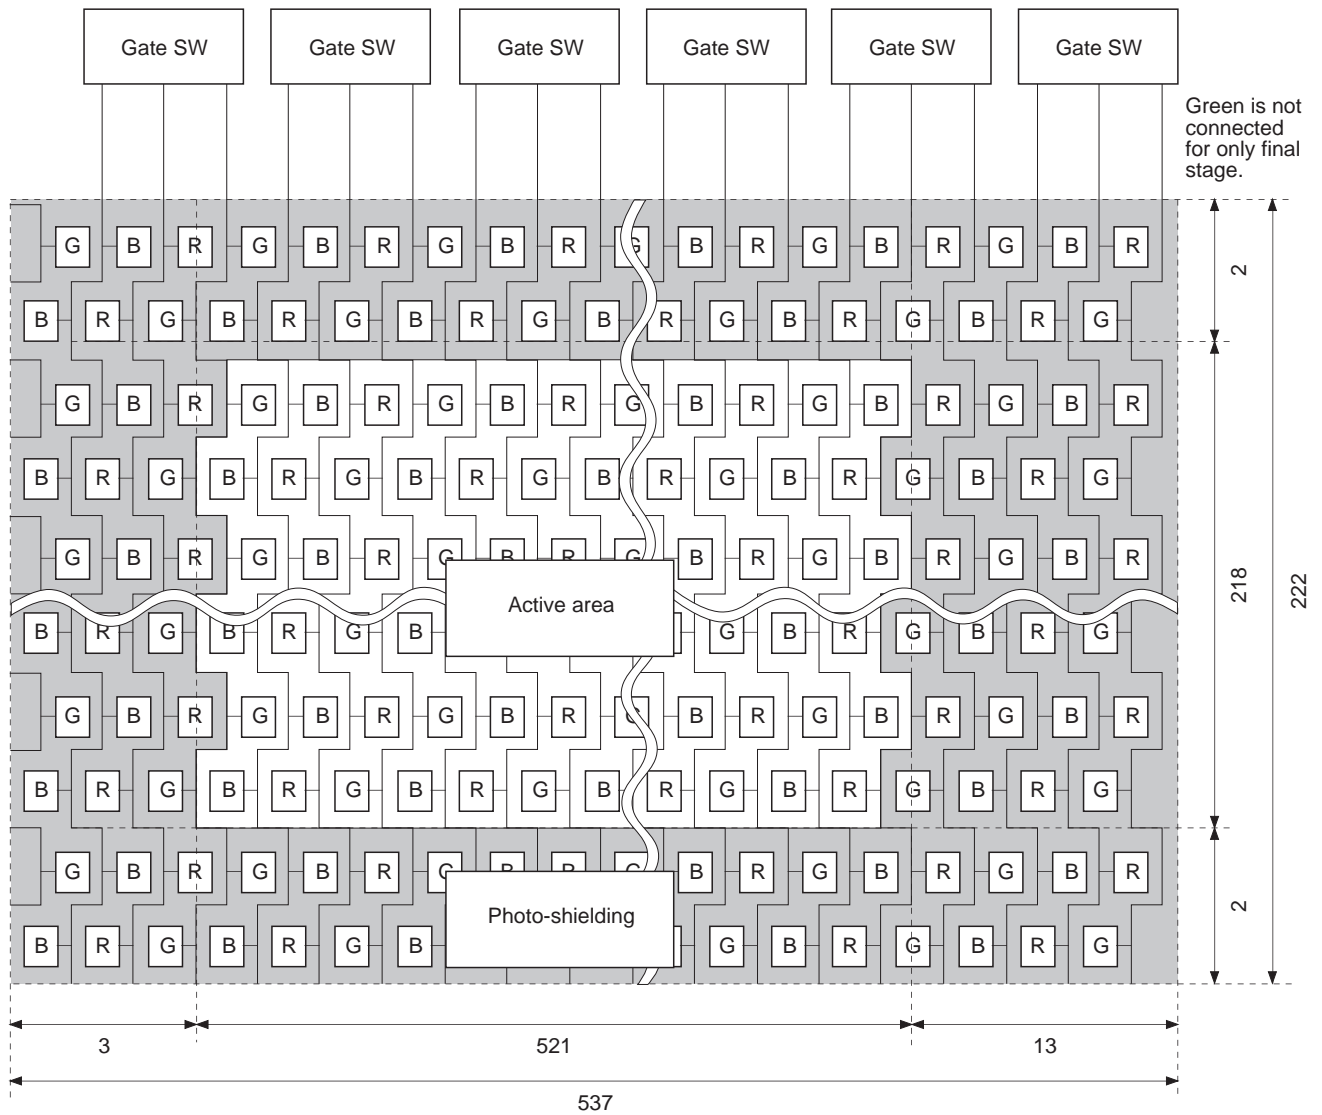 Gate SW Gate SW Gate SW Gate SW Gate SW Gate SW
Green is not
connected
for only final
stage.
G B R G B R G B R G B R G B R G B R
2
B R G B R G B R G B R G B R G B R G
G B R G B R G B R G B R G B R G B R
B R G B R G B R G B R G B R G B R G
G B R G B R G B R G B R G B R G B R
218
222
Active area
B R G B R G B G B R G B R G
G B R G B R G B R G B R G B R G B R
B R G B R G B R G B R G B R G B R G
G B R G B R G B R G B R G B R G B R
2
Photo-shielding
B R G B R G B G B R G B R G
3 521 13
537